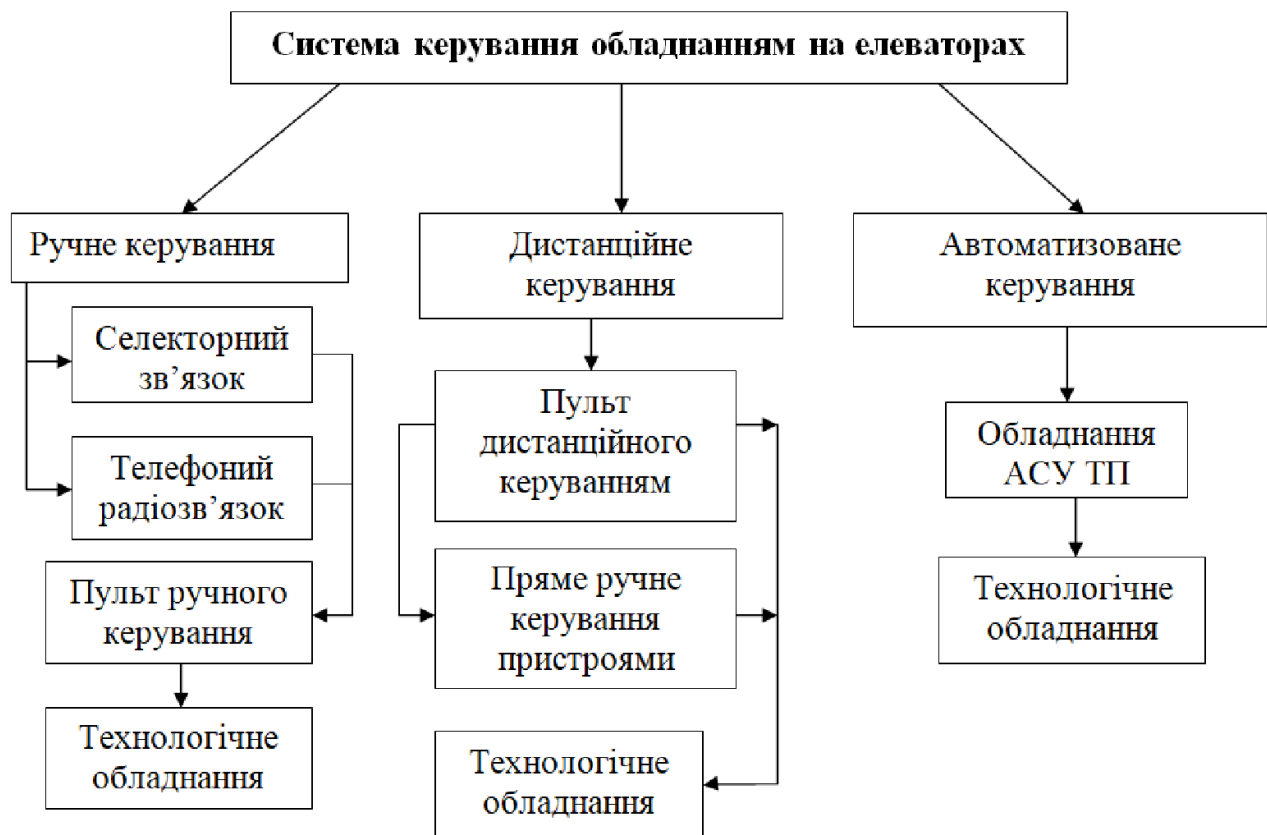 Система керування обладнанням на елеваторах
Ручне керування
Селекторний
зв’язок
Телефоний
радіозв’язок
Пульт ручного
керування
Технологічне
обладнання
Дистанційне
керування
Пульт
дистанційного
керуванням
Пряме ручне
керування
пристроями
Технологічне
обладнання
Автоматизоване
керування
Обладнання
АСУ ТП
Технологічне
обладнання